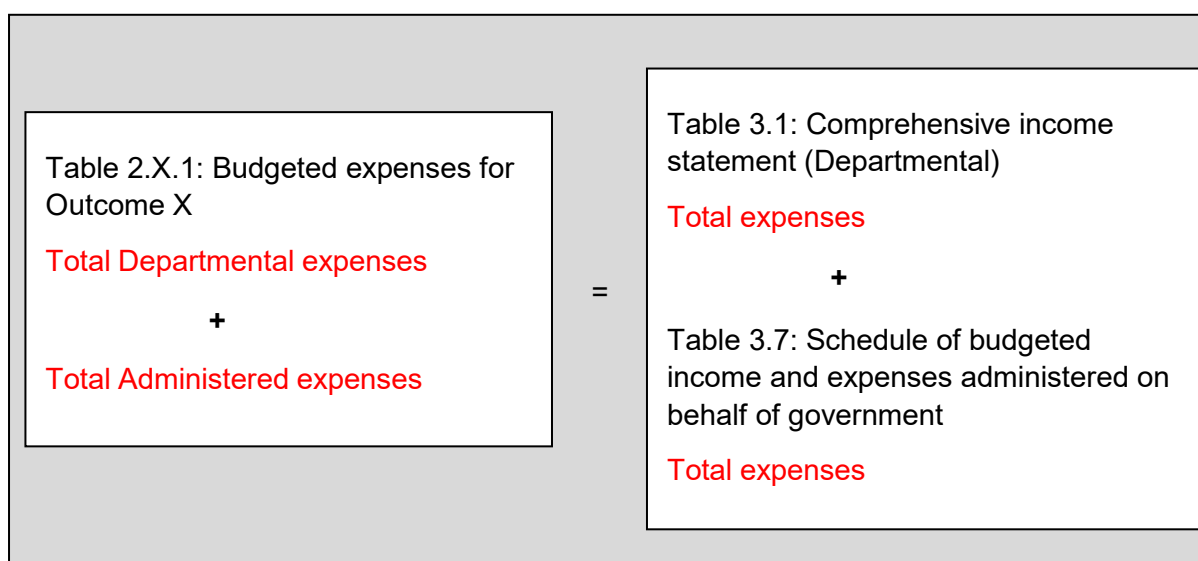 Table 2.X.1: Budgeted expenses for
Outcome X
Total Departmental expenses
+
Total Administered expenses
=
Table 3.1: Comprehensive income
statement (Departmental)
Total expenses
+
Table 3.7: Schedule of budgeted
income and expenses administered on
behalf of government
Total expenses